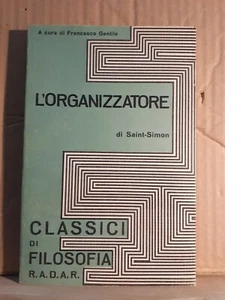 A cura di Francesco Gentile
L'ORGANIZZATORE
di Saint-Simon
CLASSICI
DI
FILOSOFIA
R.A.D.A.R.